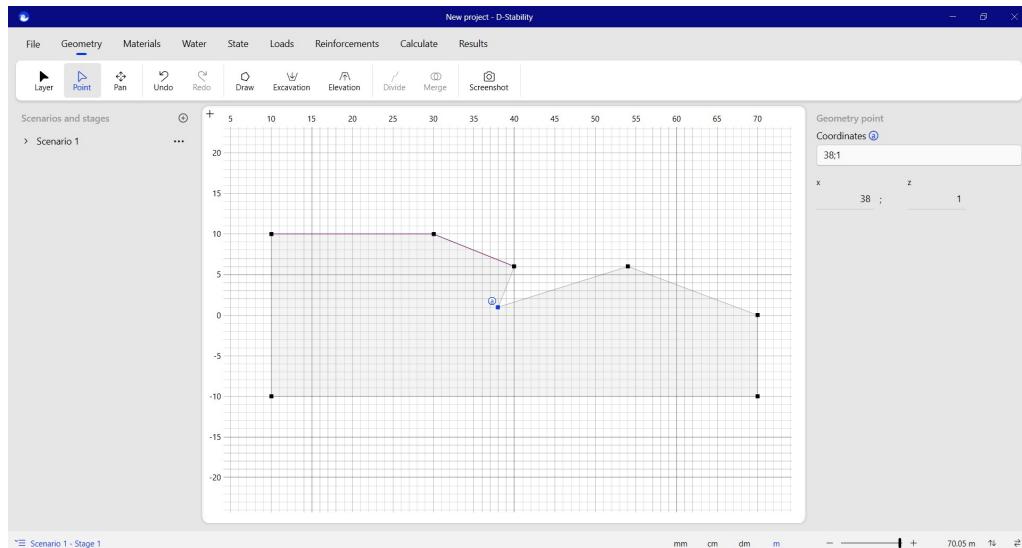 New project - D-Stability
File Geometry Materials Water State Loads Reinforcements Calculate Results
Layer Point Pan Undo Redo Draw Excavation Elevation Divide Merge Screenshot
Scenarios and stages
Scenario 1
5 10 15 20 25 30 35 40 45 50 55 60 65 70
20
15
10
5
0
-5
-10
-15
-20
a
Geometry point
Coordinates a
38;1
x z
38 ; 1
Scenario 1 - Stage 1
mm cm dm m
70.05 m